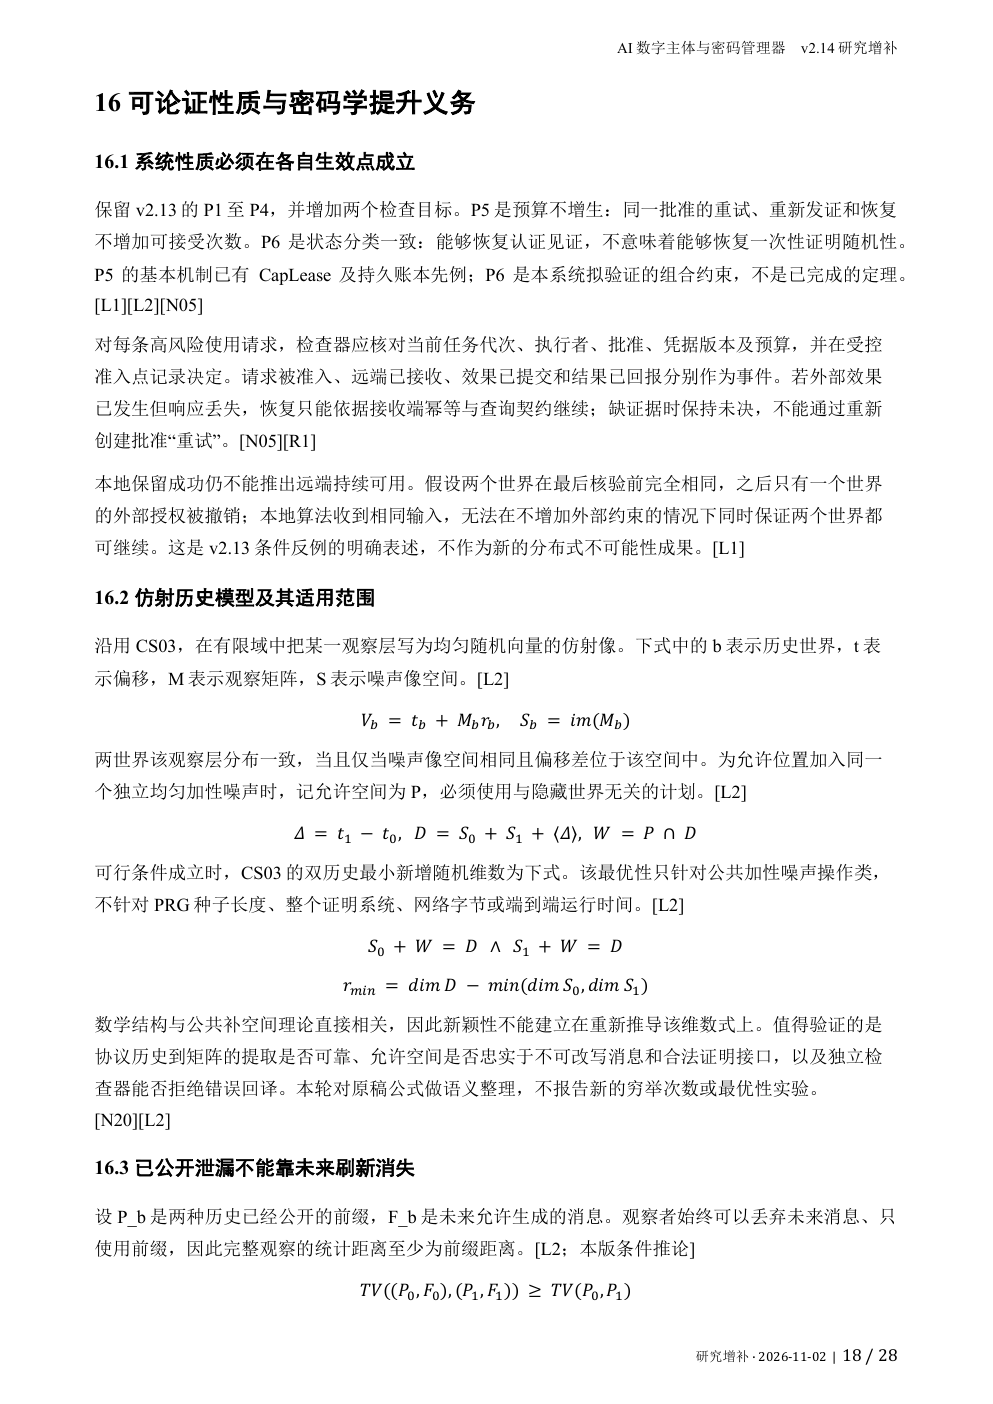 AI 数字主体与密码管理器　v2.14 研究增补
16 可论证性质与密码学提升义务
16.1 系统性质必须在各自生效点成立
保留 v2.13 的 P1 至 P4，并增加两个检查目标。P5 是预算不增生：同一批准的重试、重新发证和恢复
不增加可接受次数。P6 是状态分类一致：能够恢复认证见证，不意味着能够恢复一次性证明随机性。
P5 的基本机制已有 CapLease 及持久账本先例；P6 是本系统拟验证的组合约束，不是已完成的定理。
[L1][L2][N05]
对每条高风险使用请求，检查器应核对当前任务代次、执行者、批准、凭据版本及预算，并在受控
准入点记录决定。请求被准入、远端已接收、效果已提交和结果已回报分别作为事件。若外部效果
已发生但响应丢失，恢复只能依据接收端幂等与查询契约继续；缺证据时保持未决，不能通过重新
创建批准“重试”。[N05][R1]
本地保留成功仍不能推出远端持续可用。假设两个世界在最后核验前完全相同，之后只有一个世界
的外部授权被撤销；本地算法收到相同输入，无法在不增加外部约束的情况下同时保证两个世界都
可继续。这是 v2.13 条件反例的明确表述，不作为新的分布式不可能性成果。[L1]
16.2 仿射历史模型及其适用范围
沿用 CS03，在有限域中把某一观察层写为均匀随机向量的仿射像。下式中的 b 表示历史世界，t 表
示偏移，M 表示观察矩阵，S 表示噪声像空间。[L2]
V_b = t_b + M_b r_b,   S_b = im(M_b)
两世界该观察层分布一致，当且仅当噪声像空间相同且偏移差位于该空间中。为允许位置加入同一
个独立均匀加性噪声时，记允许空间为 P，必须使用与隐藏世界无关的计划。[L2]
Δ = t_1 − t_0, D = S_0 + S_1 + ⟨Δ⟩, W = P ∩ D
可行条件成立时，CS03 的双历史最小新增随机维数为下式。该最优性只针对公共加性噪声操作类，
不针对 PRG 种子长度、整个证明系统、网络字节或端到端运行时间。[L2]
S_0 + W = D ∧ S_1 + W = D
r_min = dim D − min(dim S_0, dim S_1)
数学结构与公共补空间理论直接相关，因此新颖性不能建立在重新推导该维数式上。值得验证的是
协议历史到矩阵的提取是否可靠、允许空间是否忠实于不可改写消息和合法证明接口，以及独立检
查器能否拒绝错误回译。本轮对原稿公式做语义整理，不报告新的穷举次数或最优性实验。
[N20][L2]
16.3 已公开泄漏不能靠未来刷新消失
设 P_b 是两种历史已经公开的前缀，F_b 是未来允许生成的消息。观察者始终可以丢弃未来消息、只
使用前缀，因此完整观察的统计距离至少为前缀距离。[L2；本版条件推论]
TV((P_0, F_0), (P_1, F_1)) ≥ TV(P_0, P_1)
研究增补 · 2026-11-02 | 18 / 28